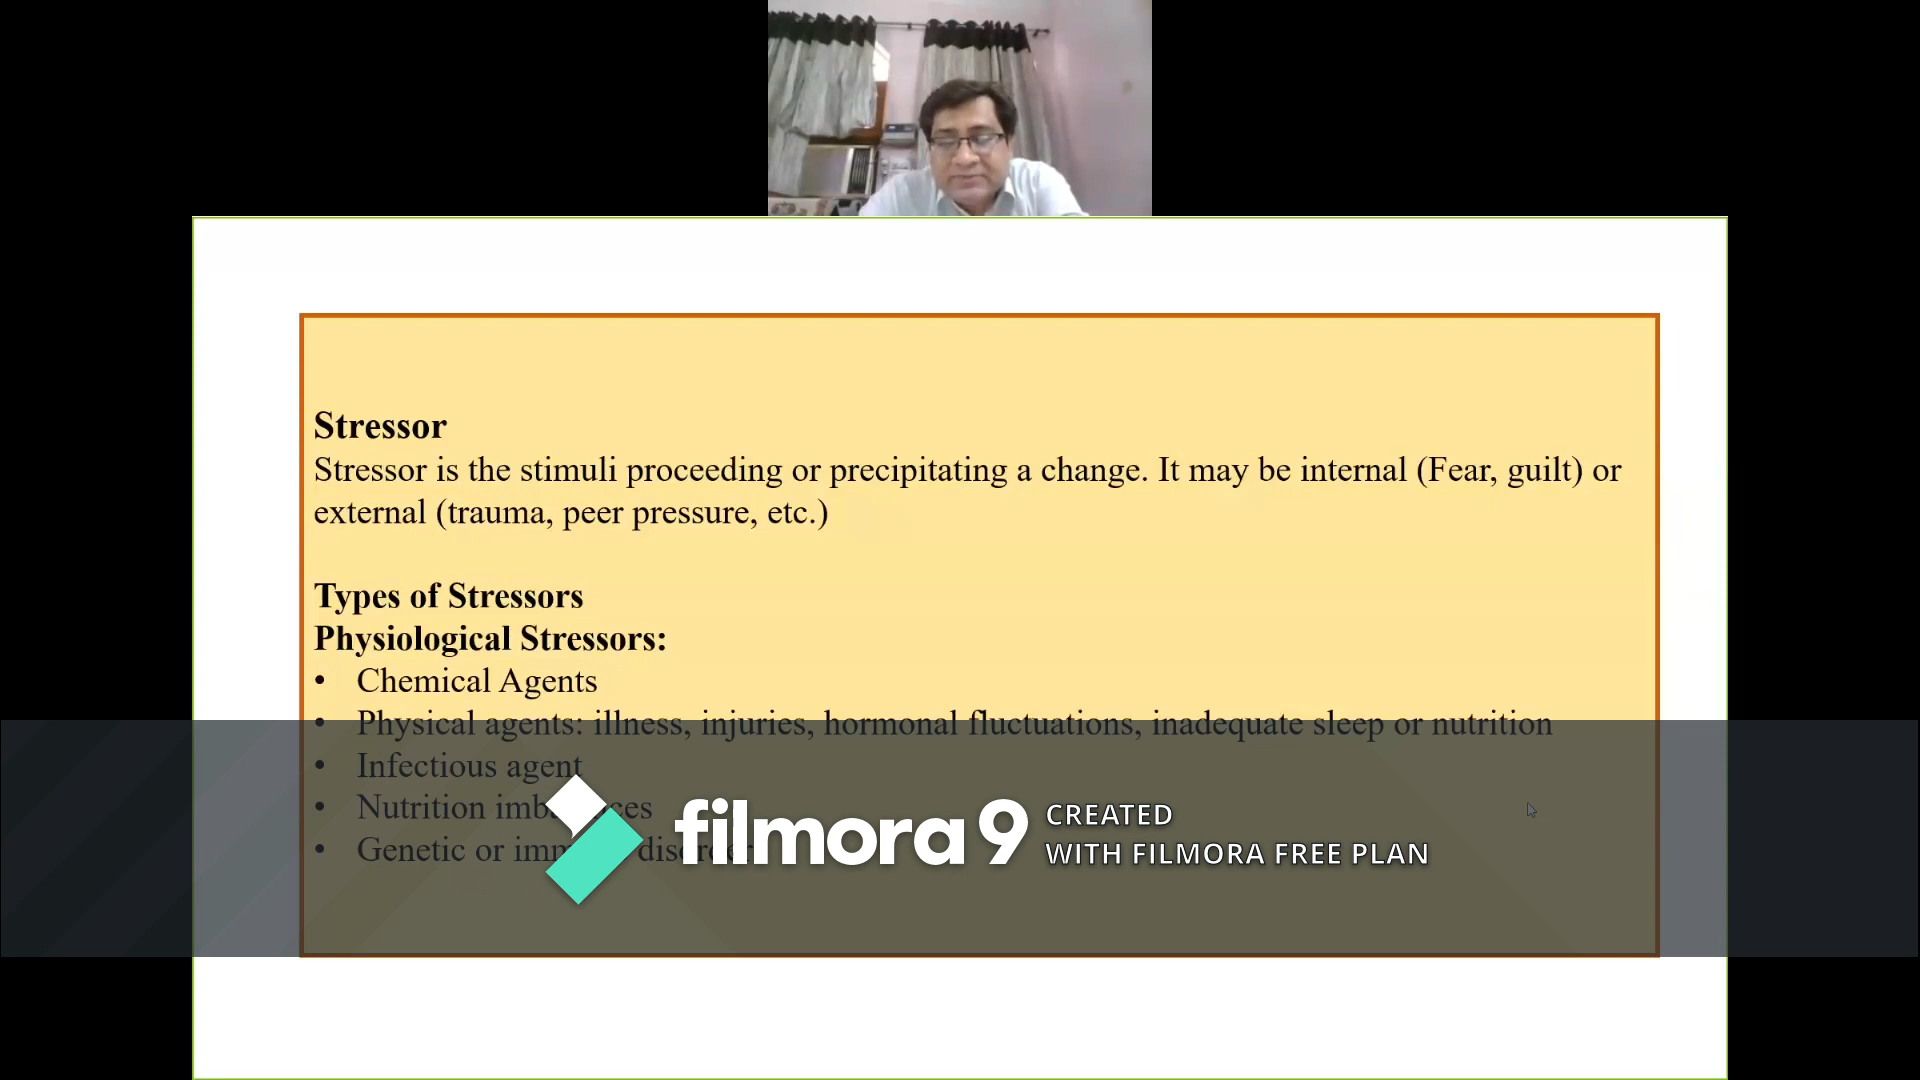 Stressor
Stressor is the stimuli proceeding or precipitating a change. It may be internal (Fear, guilt) or
external (trauma, peer pressure, etc.)
Types of Stressors
Physiological Stressors:
• Chemical Agents
• Physical agents: illness, injuries, hormonal fluctuations, inadequate sleep or nutrition
• Infectious agent
• Nutrition
• Genetic or
filmora9 CREATED
WITH FILMORA FREE PLAN